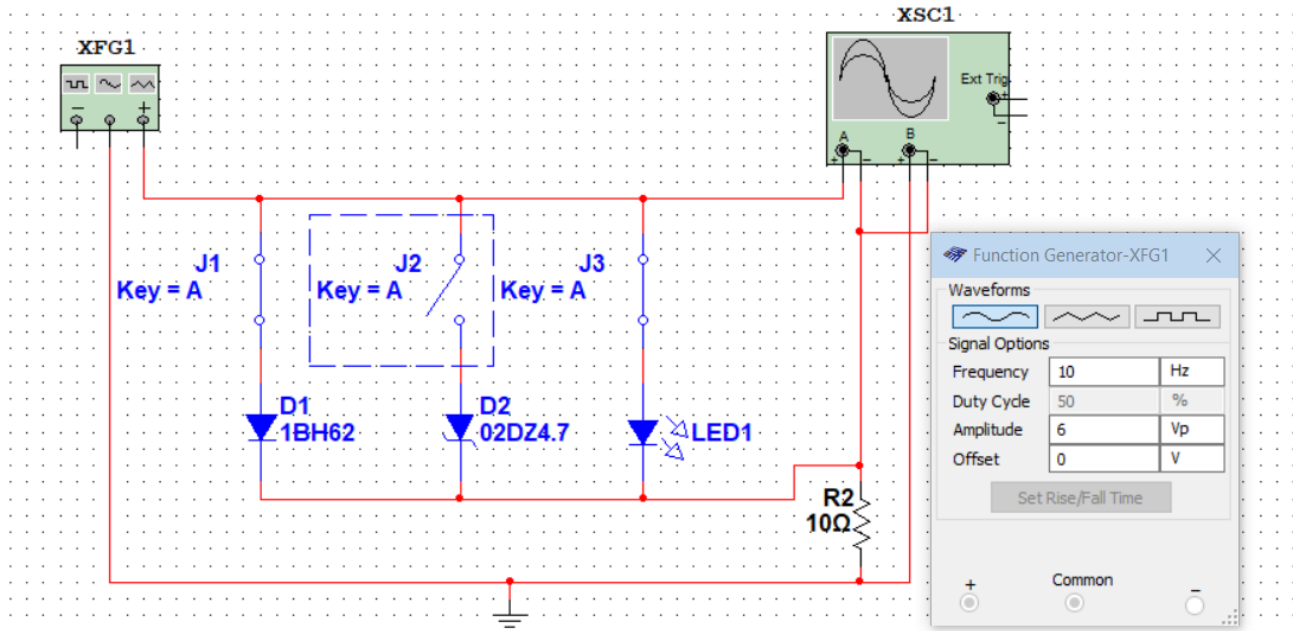 XSC1
XFG1
Ext Trig
+
−
− +
A B
+ − + −
J1
Key = A
J2
Key = A
J3
Key = A
D1
1BH62
D2
02DZ4.7
LED1
R2
10Ω
Function Generator-XFG1
Waveforms
Signal Options
Frequency 10 Hz
Duty Cycle 50 %
Amplitude 6 Vp
Offset 0 V
Set Rise/Fall Time
+ Common −